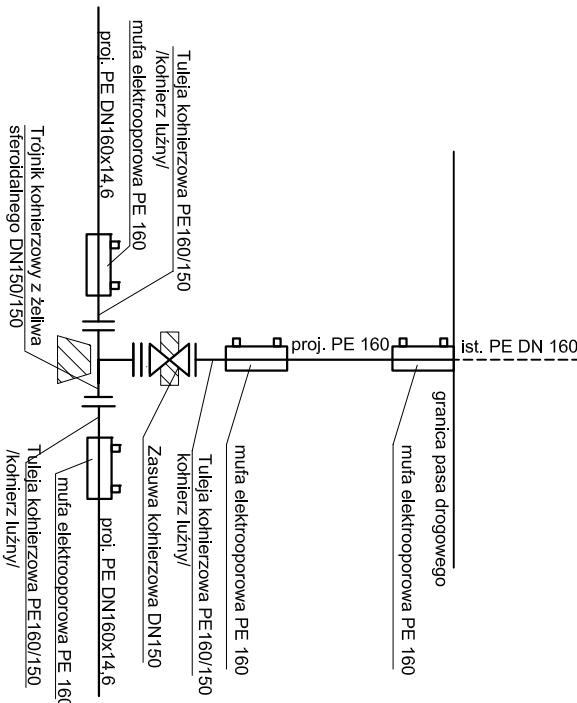 proj. PE DN160x14,6
mufa elektrooporowa PE 160
Tuleja kołnierzowa PE160/150
/kołnierz luźny/
Trójnik kołnierzowy z żeliwa
sferoidalnego DN150/150
proj. PE 160
ist. PE DN 160
granica pasa drogowego
mufa elektrooporowa PE 160
mufa elektrooporowa PE 160
Tuleja kołnierzowa PE160/150
kołnierz luźny/
Zasuwa kołnierzowa DN150
proj. PE DN160x14,6
mufa elektrooporowa PE 160
Tuleja kołnierzowa PE160/150
/kołnierz luźny/